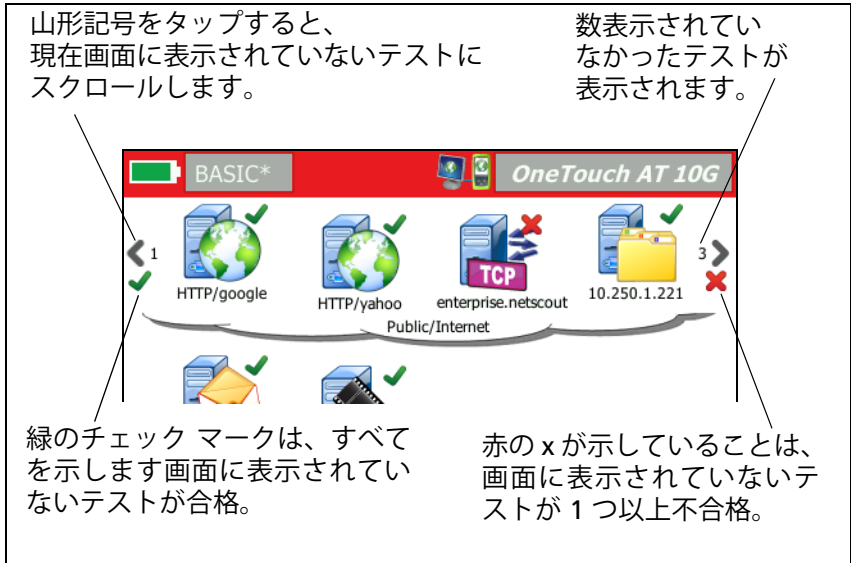 山形記号をタップすると、
現在画面に表示されていないテストに
スクロールします。
数表示されてい
なかったテストが
表示されます。
BASIC*
OneTouch AT 10G
1
3
TCP
HTTP/google
HTTP/yahoo
enterprise.netscout
10.250.1.221
Public/Internet
緑のチェック マークは、すべて
を示します画面に表示されてい
ないテストが合格。
赤の x が示していることは、
画面に表示されていないテ
ストが 1 つ以上不合格。